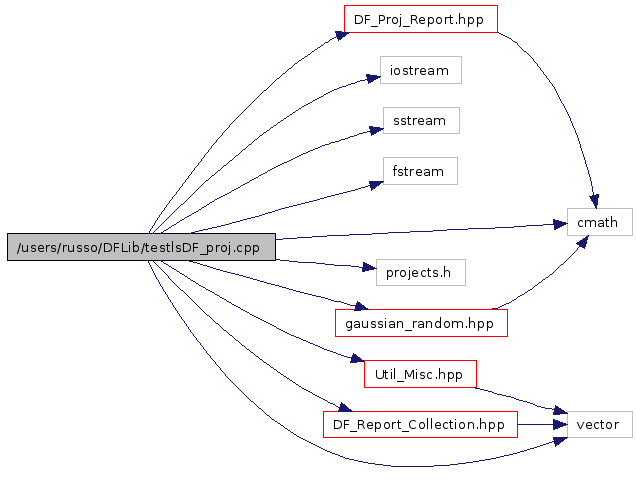 DF_Proj_Report.hpp
iostream
sstream
fstream
cmath
/users/russo/DFLib/testlsDF_proj.cpp
projects.h
gaussian_random.hpp
Util_Misc.hpp
DF_Report_Collection.hpp
vector